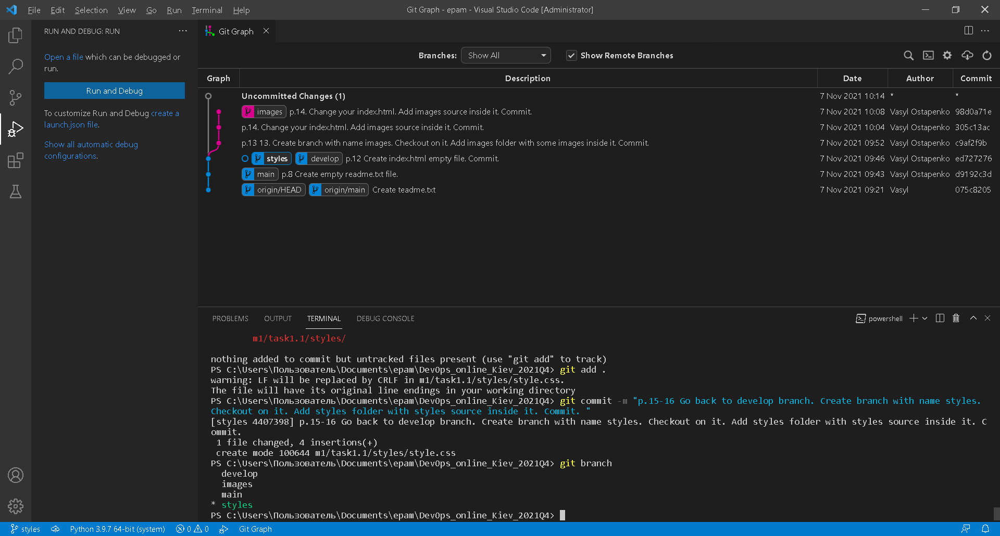 File Edit Selection View Go Run Terminal Help
Git Graph - epam - Visual Studio Code [Administrator]
RUN AND DEBUG: RUN
Open a file which can be debugged or
run.
Run and Debug
To customize Run and Debug create a
launch.json file.
Show all automatic debug
configurations.
Git Graph
Branches: Show All Show Remote Branches
Graph Description Date Author Commit
Uncommitted Changes (1) 7 Nov 2021 10:14 * *
images p.14. Change your index.html. Add images source inside it. Commit. 7 Nov 2021 10:08 Vasyl Ostapenko 98d0a71e
p.14. Change your index.html. Add images source inside it. Commit. 7 Nov 2021 10:04 Vasyl Ostapenko 305c13ac
p.13 13. Create branch with name images. Checkout on it. Add images folder with some images inside it. Commit. 7 Nov 2021 09:52 Vasyl Ostapenko c9af2f9b
styles develop p.12 Create index.html empty file. Commit. 7 Nov 2021 09:46 Vasyl Ostapenko ed727276
main p.8 Create empty readme.txt file. 7 Nov 2021 09:43 Vasyl Ostapenko d9192c3d
origin/HEAD origin/main Create teadme.txt 7 Nov 2021 09:21 Vasyl 075c8205
PROBLEMS OUTPUT TERMINAL DEBUG CONSOLE powershell
m1/task1.1/styles/
nothing added to commit but untracked files present (use "git add" to track)
PS C:\Users\Пользователь\Documents\epam\DevOps_online_Kiev_2021Q4> git add .
warning: LF will be replaced by CRLF in m1/task1.1/styles/style.css.
The file will have its original line endings in your working directory
PS C:\Users\Пользователь\Documents\epam\DevOps_online_Kiev_2021Q4> git commit -m "p.15-16 Go back to develop branch. Create branch with name styles.
Checkout on it. Add styles folder with styles source inside it. Commit. "
[styles 4407398] p.15-16 Go back to develop branch. Create branch with name styles. Checkout on it. Add styles folder with styles source inside it. C
ommit.
1 file changed, 4 insertions(+)
create mode 100644 m1/task1.1/styles/style.css
PS C:\Users\Пользователь\Documents\epam\DevOps_online_Kiev_2021Q4> git branch
develop
images
main
* styles
PS C:\Users\Пользователь\Documents\epam\DevOps_online_Kiev_2021Q4>
styles Python 3.9.7 64-bit (system) 0 0 Git Graph